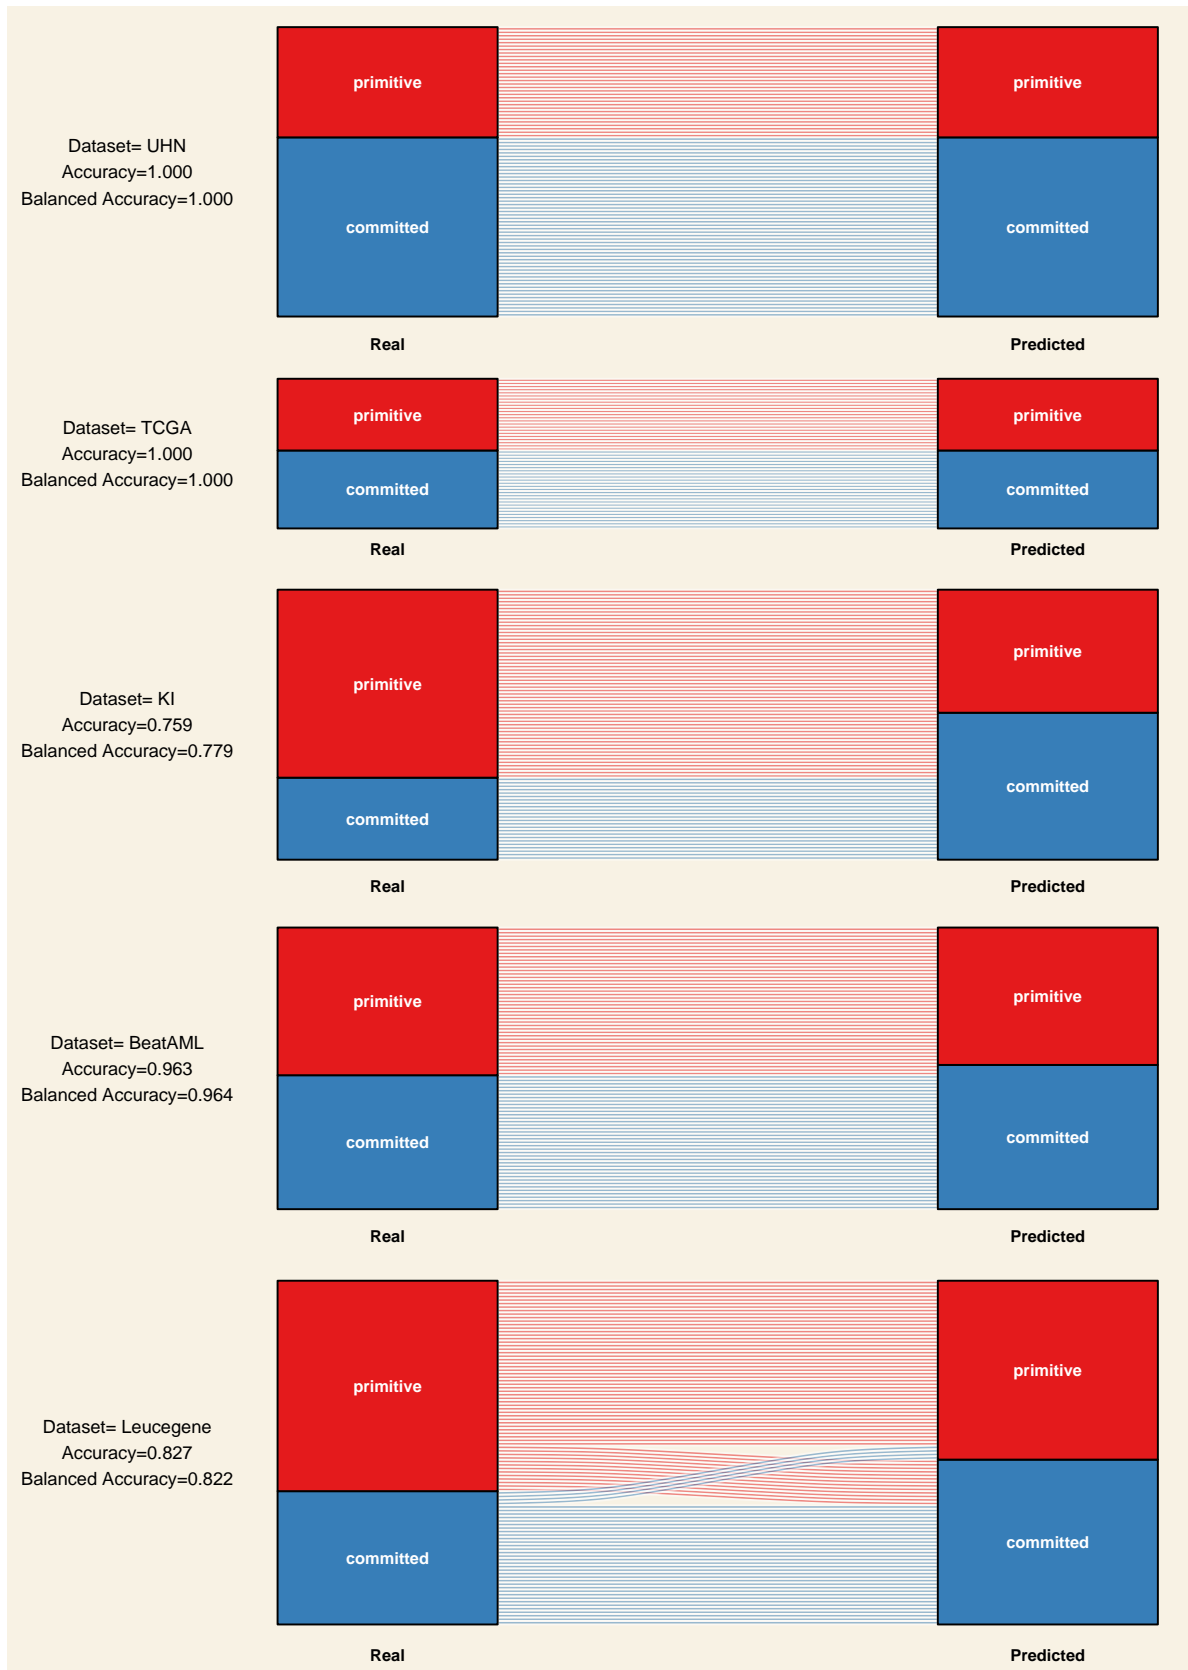 primitive
primitive
Dataset= UHN
Accuracy=1.000
Balanced Accuracy=1.000
committed
committed
Real
Predicted
primitive
primitive
Dataset= TCGA
Accuracy=1.000
Balanced Accuracy=1.000
committed
committed
Real
Predicted
primitive
primitive
Dataset= KI
Accuracy=0.759
Balanced Accuracy=0.779
committed
committed
Real
Predicted
primitive
primitive
Dataset= BeatAML
Accuracy=0.963
Balanced Accuracy=0.964
committed
committed
Real
Predicted
primitive
primitive
Dataset= Leucegene
Accuracy=0.827
Balanced Accuracy=0.822
committed
committed
Real
Predicted